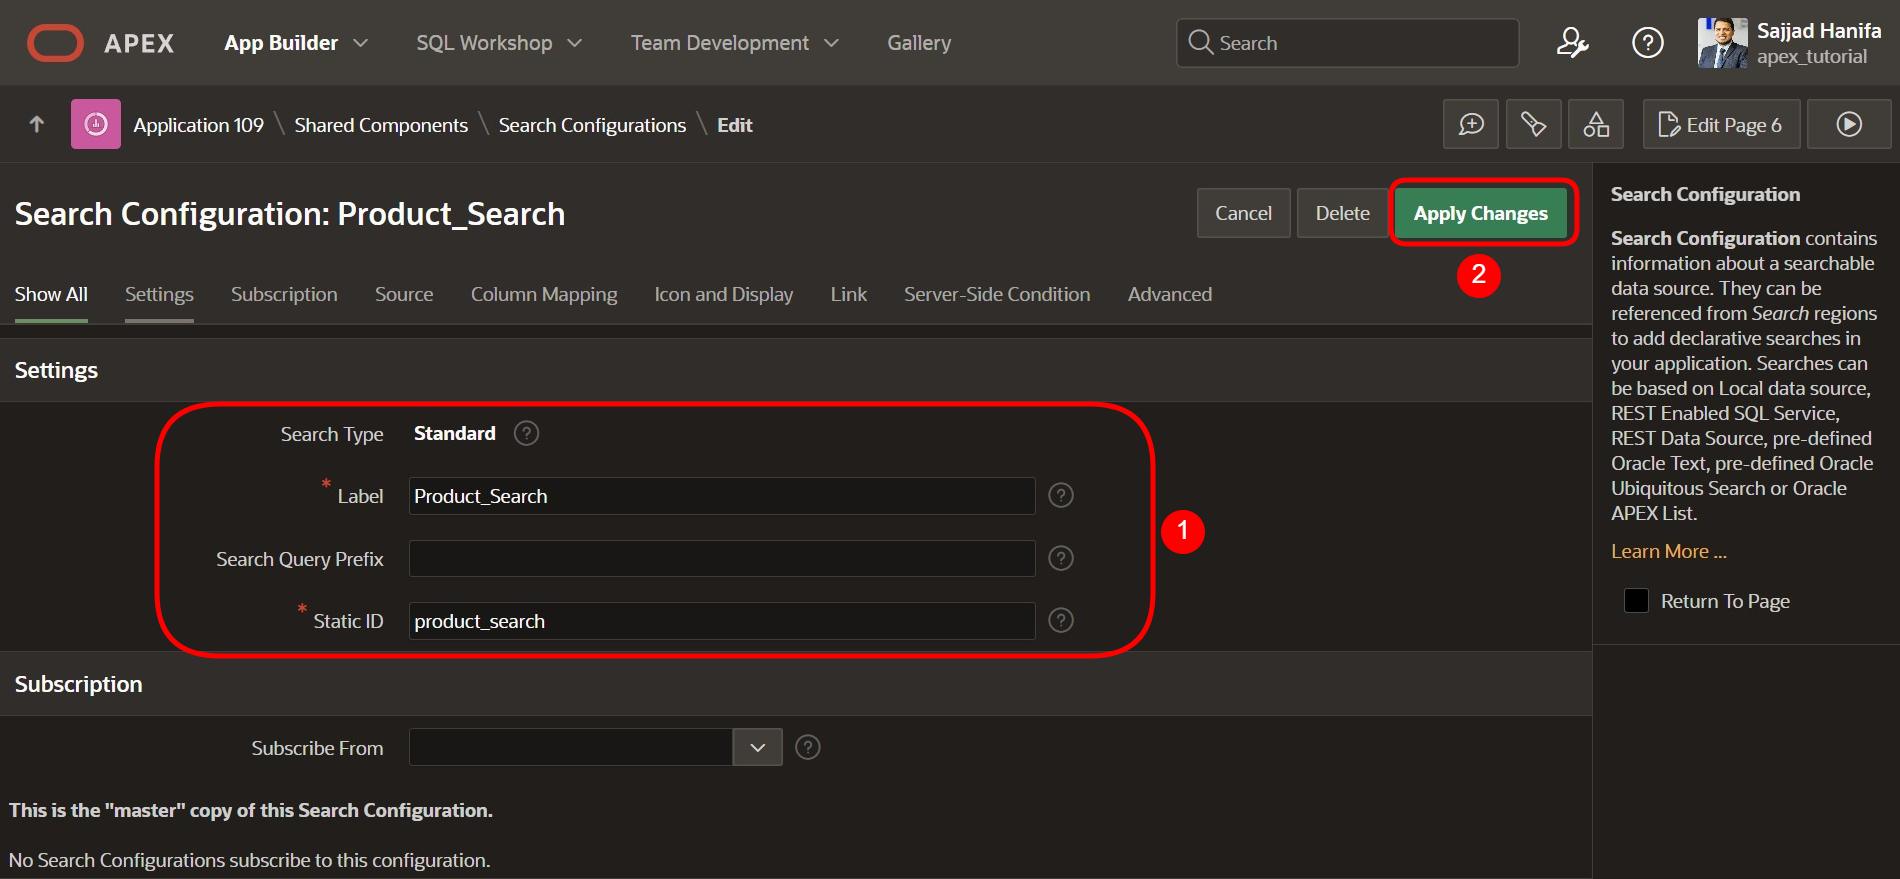 APEX
App Builder
SQL Workshop
Team Development
Gallery
Search
Sajjad Hanifa
apex_tutorial
Application 109 \ Shared Components \ Search Configurations \ Edit
Edit Page 6
Search Configuration: Product_Search
Cancel
Delete
Apply Changes
2
Show All
Settings
Subscription
Source
Column Mapping
Icon and Display
Link
Server-Side Condition
Advanced
Settings
Search Type Standard ?
* Label Product_Search ?
1
Search Query Prefix ?
* Static ID product_search ?
Subscription
Subscribe From ?
This is the "master" copy of this Search Configuration.
No Search Configurations subscribe to this configuration.
Search Configuration
Search Configuration contains
information about a searchable
data source. They can be
referenced from Search regions
to add declarative searches in
your application. Searches can
be based on Local data source,
REST Enabled SQL Service,
REST Data Source, pre-defined
Oracle Text, pre-defined Oracle
Ubiquitous Search or Oracle
APEX List.
Learn More ...
Return To Page